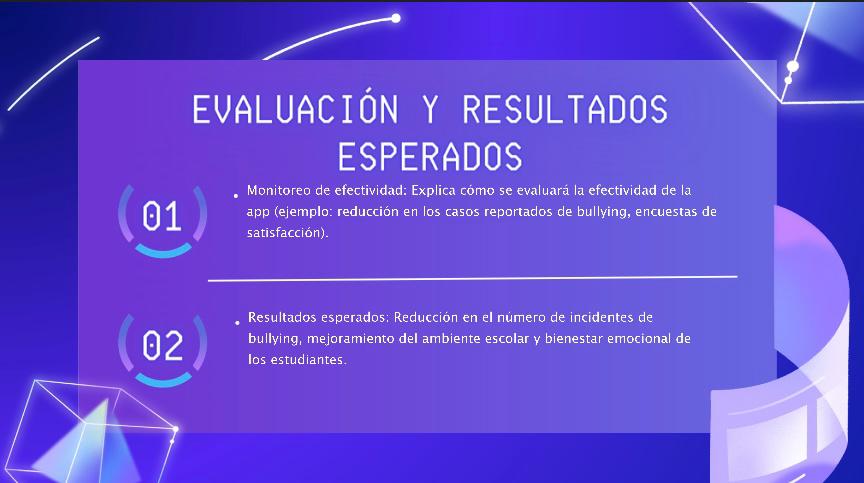 EVALUACIÓN Y RESULTADOS
ESPERADOS
01
• Monitoreo de efectividad: Explica cómo se evaluará la efectividad de la
app (ejemplo: reducción en los casos reportados de bullying, encuestas de
satisfacción).
02
• Resultados esperados: Reducción en el número de incidentes de
bullying, mejoramiento del ambiente escolar y bienestar emocional de
los estudiantes.